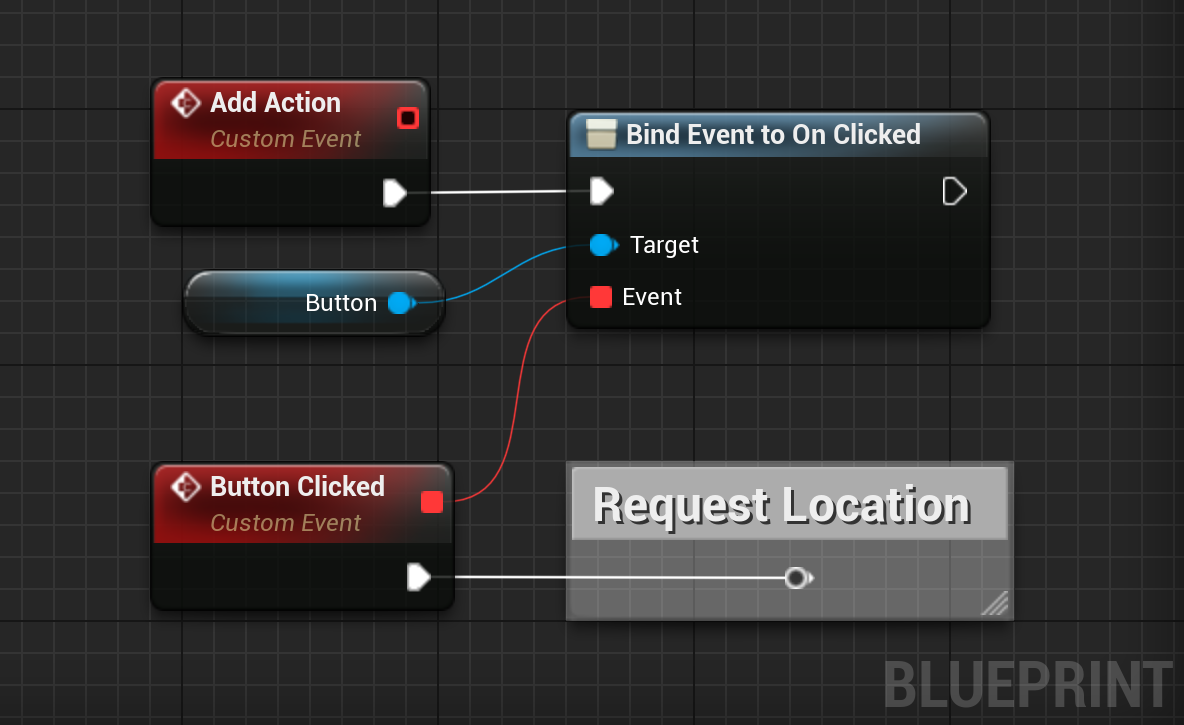 Add Action
Custom Event
Bind Event to On Clicked
Target
Button
Event
Button Clicked
Custom Event
Request Location
BLUEPRINT